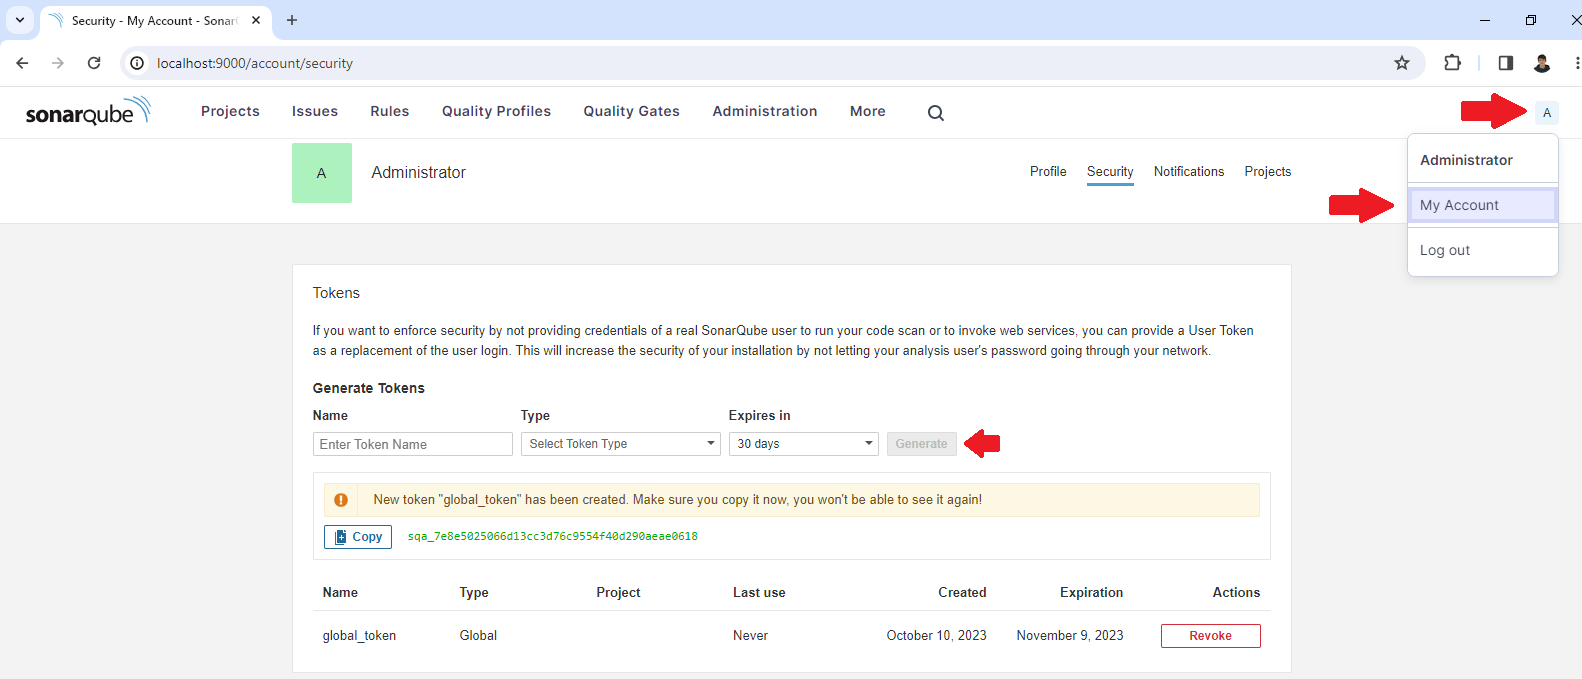 Security - My Account - Sonar
localhost:9000/account/security
sonarqube Projects Issues Rules Quality Profiles Quality Gates Administration More A
A Administrator Profile Security Notifications Projects
Administrator
My Account
Log out
Tokens
If you want to enforce security by not providing credentials of a real SonarQube user to run your code scan or to invoke web services, you can provide a User Token
as a replacement of the user login. This will increase the security of your installation by not letting your analysis user's password going through your network.
Generate Tokens
Name Type Expires in
Enter Token Name Select Token Type 30 days Generate
New token "global_token" has been created. Make sure you copy it now, you won't be able to see it again!
Copy sqa_7e8e5025066d13cc3d76c9554f40d290aeae0618
Name Type Project Last use Created Expiration Actions
global_token Global Never October 10, 2023 November 9, 2023 Revoke